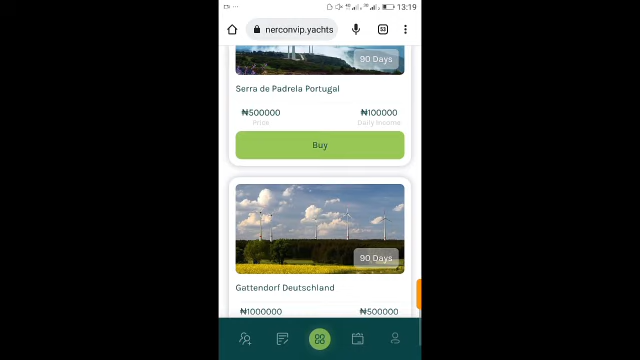 13:19
nerconvip.yachts
53
90 Days
Serra de Padrela Portugal
₦500000 ₦100000
Price Daily Income
Buy
90 Days
Gattendorf Deutschland
₦1000000 ₦500000